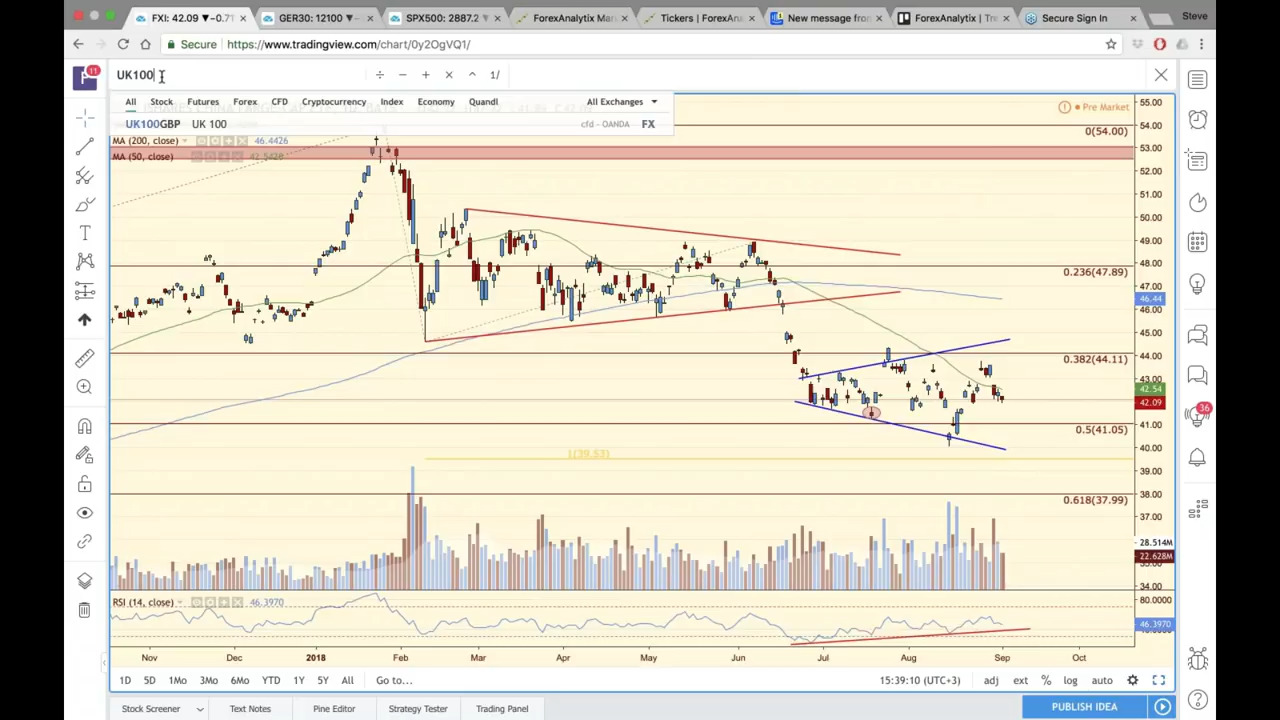 FXI: 42.09 ▼-0.71
GER30: 12100 ▼-
SPX500: 2887.2
ForexAnalytix Mar
Tickers | ForexAna
New message from
ForexAnalytix | Tre
Secure Sign In
Steve
Secure
https://www.tradingview.com/chart/0y2OgVQ1/
11
UK100
÷ − + × ^ 1/
All Stock Futures Forex CFD Cryptocurrency Index Economy Quandl All Exchanges
UK100GBP UK 100 cfd - OANDA FX
Pre Market
MA (200, close) 46.4426
MA (50, close)
0(54.00)
0.236(47.89)
0.382(44.11)
0.5(41.05)
0.618(37.99)
55.00
54.00
53.00
52.00
51.00
50.00
49.00
48.00
47.00
46.44
46.00
45.00
44.00
43.00
42.54
42.09
41.00
40.00
39.00
38.00
37.00
28.514M
22.628M
34.00
RSI (14, close) 46.3970
80.0000
46.3970
36
Nov Dec 2018 Feb Mar Apr May Jun Jul Aug Sep Oct
1D 5D 1Mo 3Mo 6Mo YTD 1Y 5Y All Go to... 15:39:10 (UTC+3) adj ext % log auto
Stock Screener Text Notes Pine Editor Strategy Tester Trading Panel PUBLISH IDEA